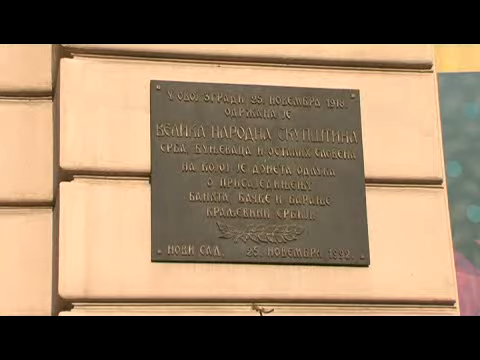 У ОВОЈ ЗГРАДИ 25. НОВЕМБРА 1918.
ОДРЖАНА ЈЕ
ВЕЛИКА НАРОДНА СКУПШТИНА
СРБА, БУЊЕВАЦА И ОСТАЛИХ СЛОВЕНА
НА КОЈОЈ ЈЕ ДОНЕТА ОДЛУКА
О ПРИСАЈЕДИЊЕЊУ
БАНАТА, БАЧКЕ И БАРАЊЕ
КРАЉЕВИНИ СРБИЈИ
НОВИ САД, 25. НОВЕМБРА 1992.